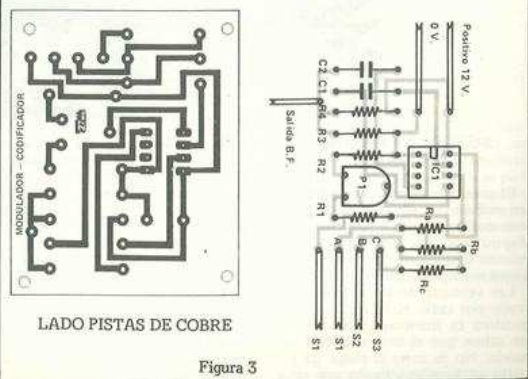 MODULADOR - CODIFICADOR
LADO PISTAS DE COBRE
Positivo 12 V.
0 V.
C2
C1
R4
R3
R2
Salida B.F.
IC1
P1
R1
Ra
Rb
Rc
A
B
C
S1
S1
S2
S3
Figura 3